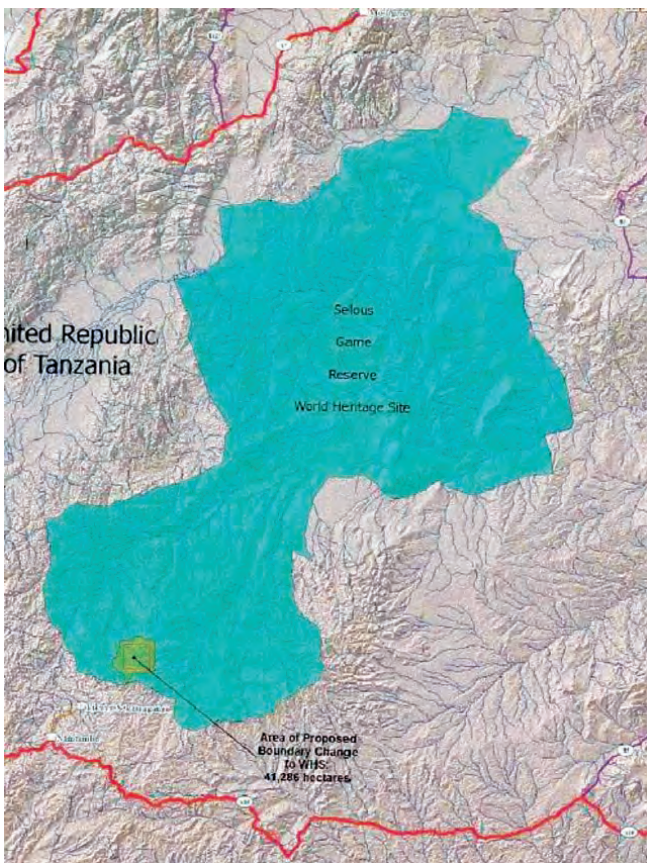 nited Republic
of Tanzania
Selous
Game
Reserve
World Heritage Site
Area of Proposed
Boundary Change
to WHS:
41,286 hectares